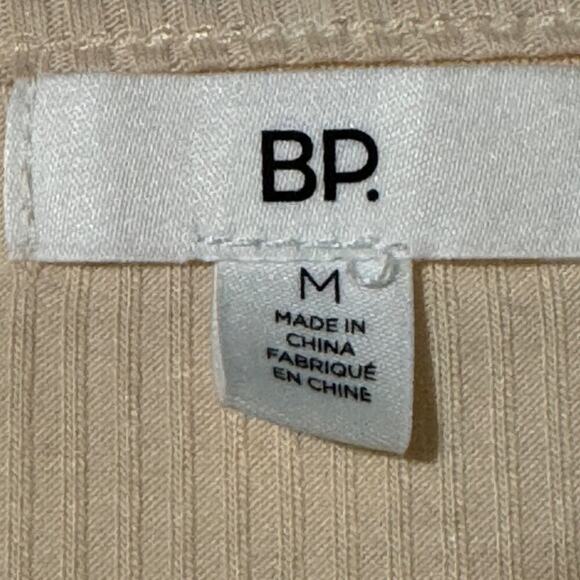 BP.
M
MADE IN
CHINA
FABRIQUÉ
EN CHINE